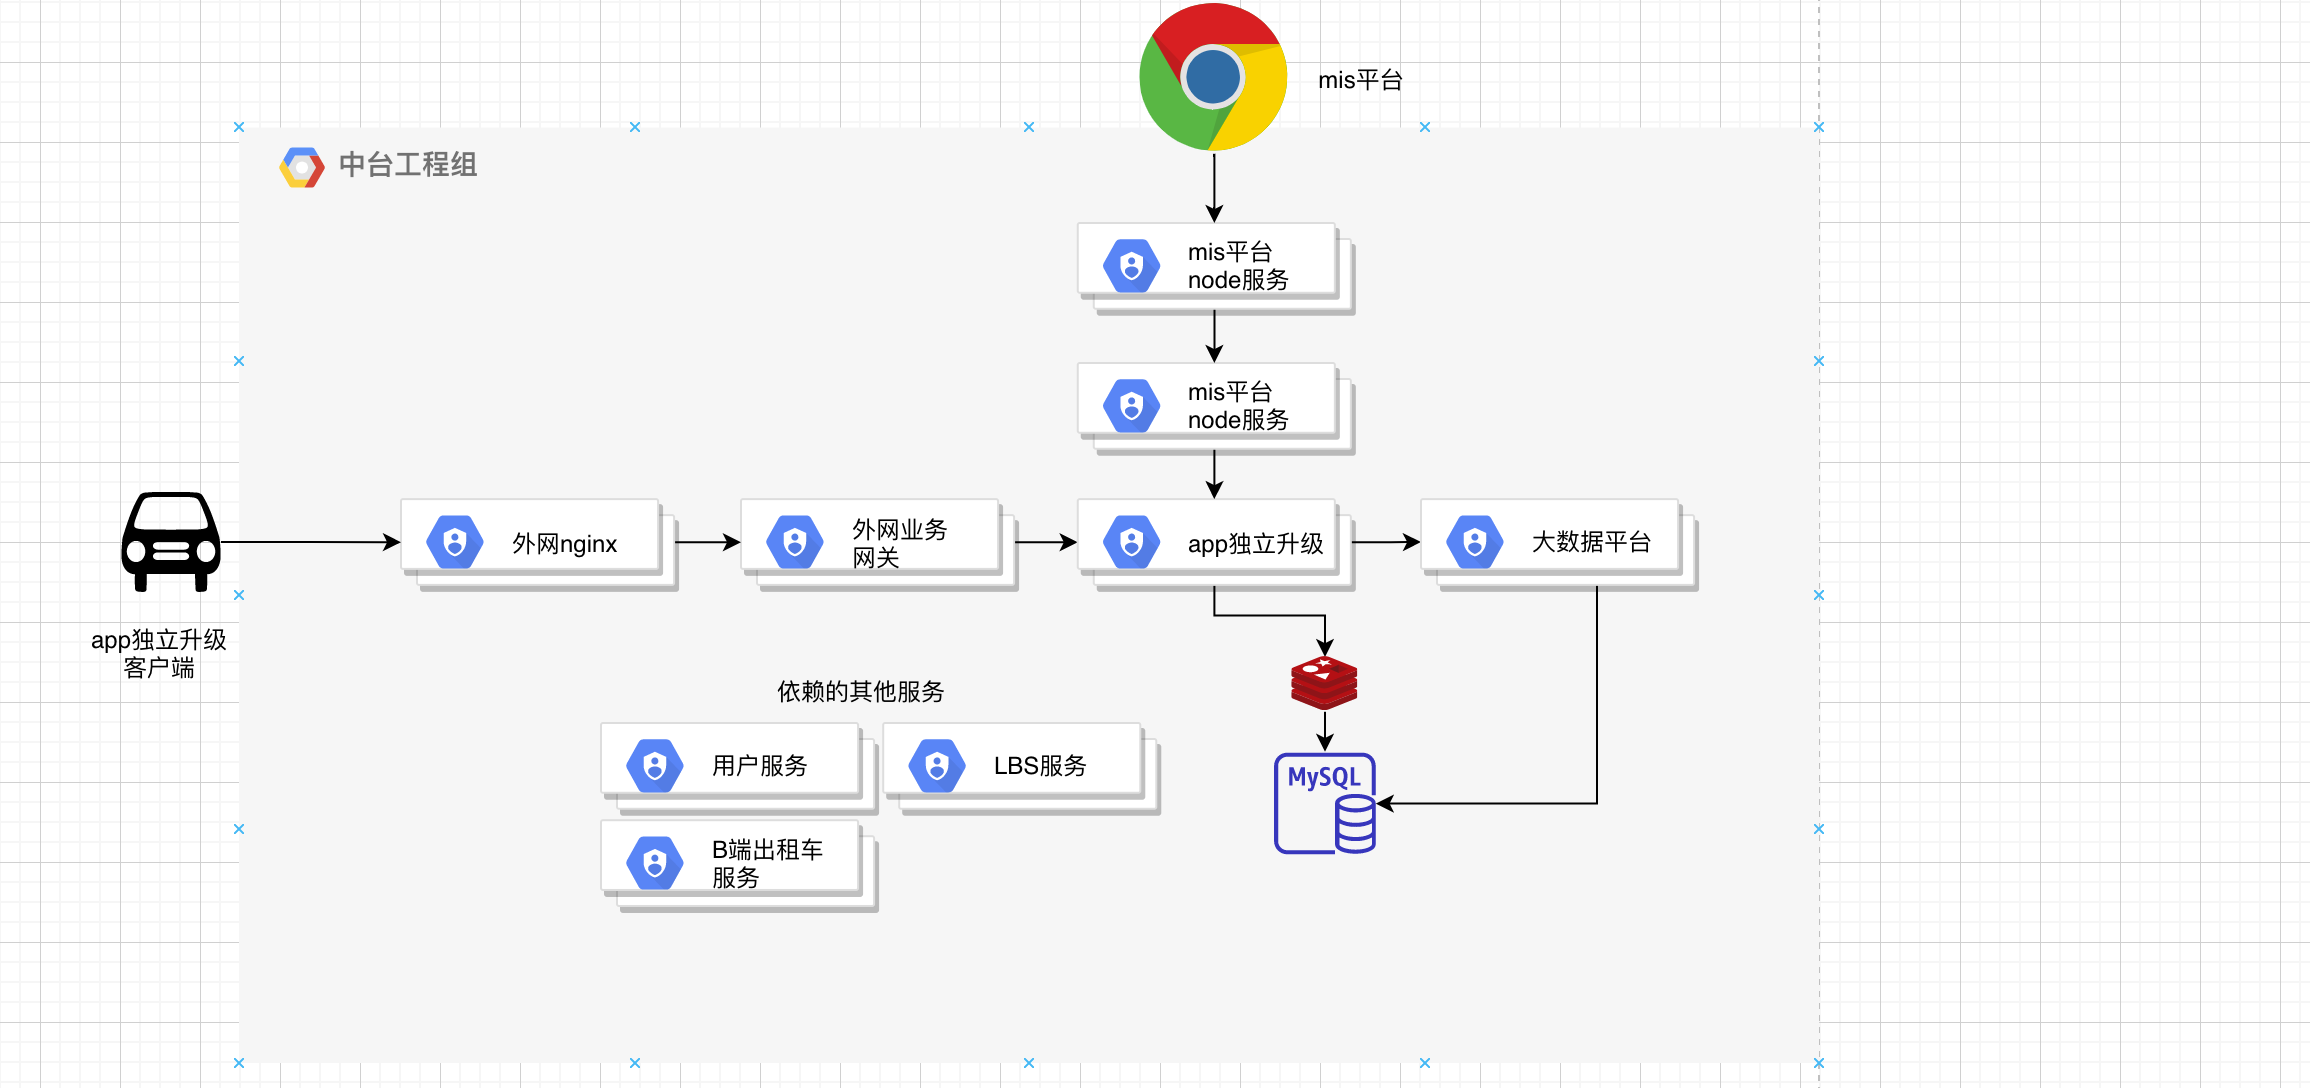 mis平台
中台工程组
mis平台
node服务
mis平台
node服务
外网nginx
外网业务
网关
app独立升级
大数据平台
app独立升级
客户端
依赖的其他服务
用户服务
LBS服务
MySQL
B端出租车
服务